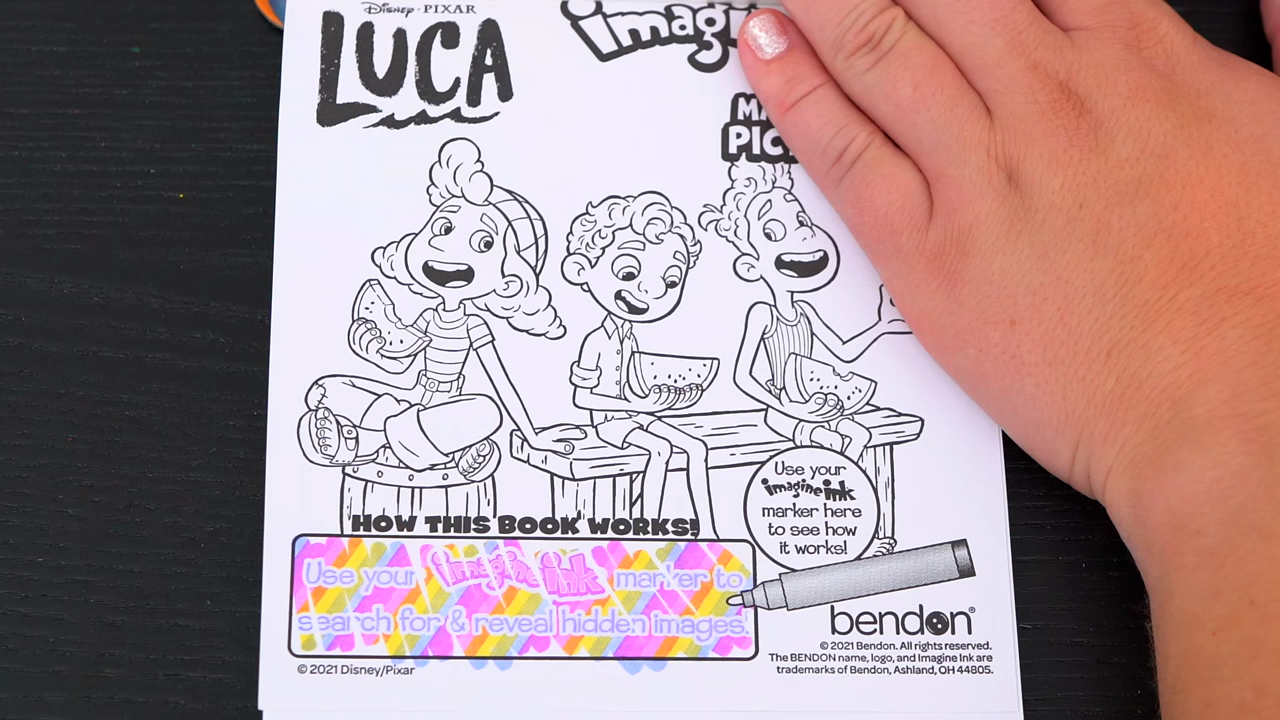 DISNEY · PIXAR
LUCA
HOW THIS BOOK WORKS!
Use your imagine ink marker to
search for & reveal hidden images.
Use your
imagine ink
marker here
to see how
it works!
bendon®
© 2021 Bendon. All rights reserved.
The BENDON name, logo, and Imagine Ink are
trademarks of Bendon, Ashland, OH 44805.
© 2021 Disney/Pixar